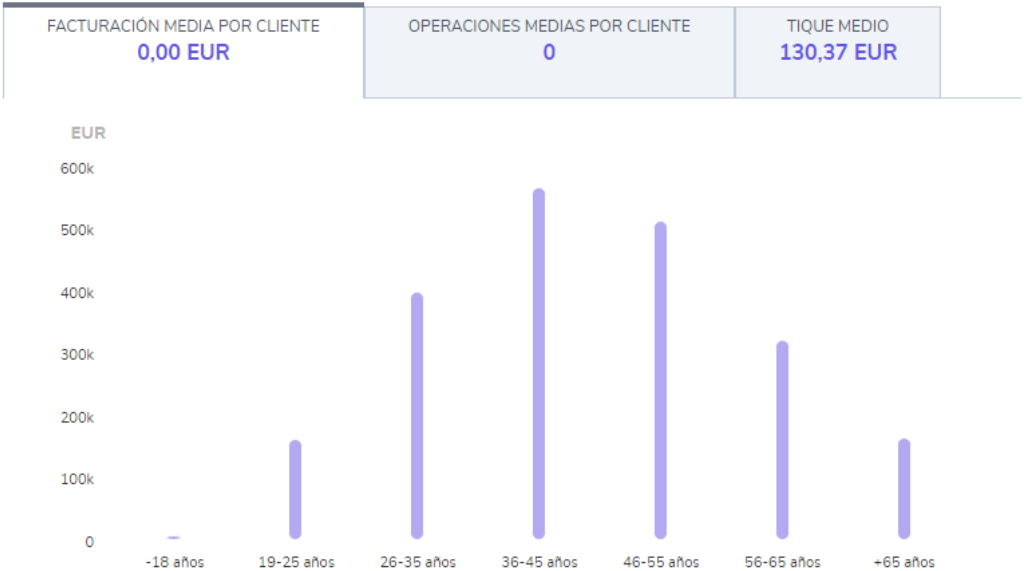 FACTURACIÓN MEDIA POR CLIENTE
0,00 EUR
OPERACIONES MEDIAS POR CLIENTE
0
TIQUE MEDIO
130,37 EUR
EUR
600k
500k
400k
300k
200k
100k
0
-18 años
19-25 años
26-35 años
36-45 años
46-55 años
56-65 años
+65 años